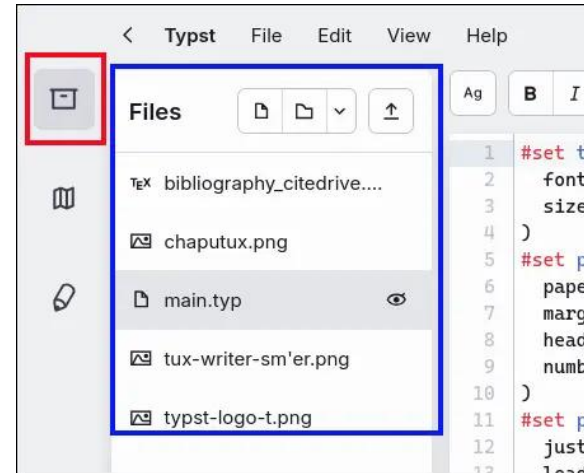 Typst File Edit View Help
Files
Ag B I
TEX bibliography_citedrive....
chaputux.png
main.typ
tux-writer-sm'er.png
typst-logo-t.png
1 #set t
2 font
3 size
4 )
5 #set p
6 pape
7 marg
8 head
9 numb
10 )
11 #set p
12 just